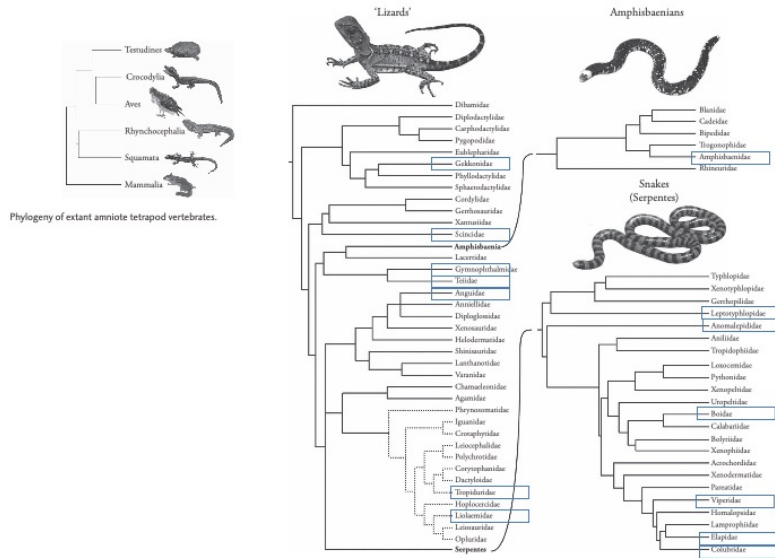 Testudines
Crocodylia
Aves
Rhynchocephalia
Squamata
Mammalia
Phylogeny of extant amniote tetrapod vertebrates.
'Lizards'
Dibamidae
Diplodactylidae
Carphodactylidae
Pygopodidae
Eublepharidae
Gekkonidae
Phyllodactylidae
Sphaerodactylidae
Cordylidae
Gerrhosauridae
Xantusiidae
Scincidae
Amphisbaenia
Lacertidae
Gymnophthalmidae
Teiidae
Anguidae
Anniellidae
Diploglossidae
Xenosauridae
Helodermatidae
Shinisauridae
Lanthanotidae
Varanidae
Chamaeleonidae
Agamidae
Phrynosomatidae
Iguanidae
Crotaphytidae
Leiocephalidae
Polychrotidae
Corytophanidae
Dactyloidae
Tropiduridae
Hoplocercidae
Liolaemidae
Leiosauridae
Opluridae
Serpentes
Amphisbaenians
Blanidae
Cadeidae
Bipedidae
Trogonophidae
Amphisbaenidae
Rhineuridae
Snakes
(Serpentes)
Typhlopidae
Xenotyphlopidae
Gerrhopilidae
Leptotyphlopidae
Anomalepididae
Aniliidae
Tropidophiidae
Loxocemidae
Pythonidae
Xenopeltidae
Uropeltidae
Boidae
Calabariidae
Bolyriidae
Xenophiidae
Acrochordidae
Xenodermatidae
Pareatidae
Viperidae
Homalopsidae
Lamprophiidae
Elapidae
Colubridae